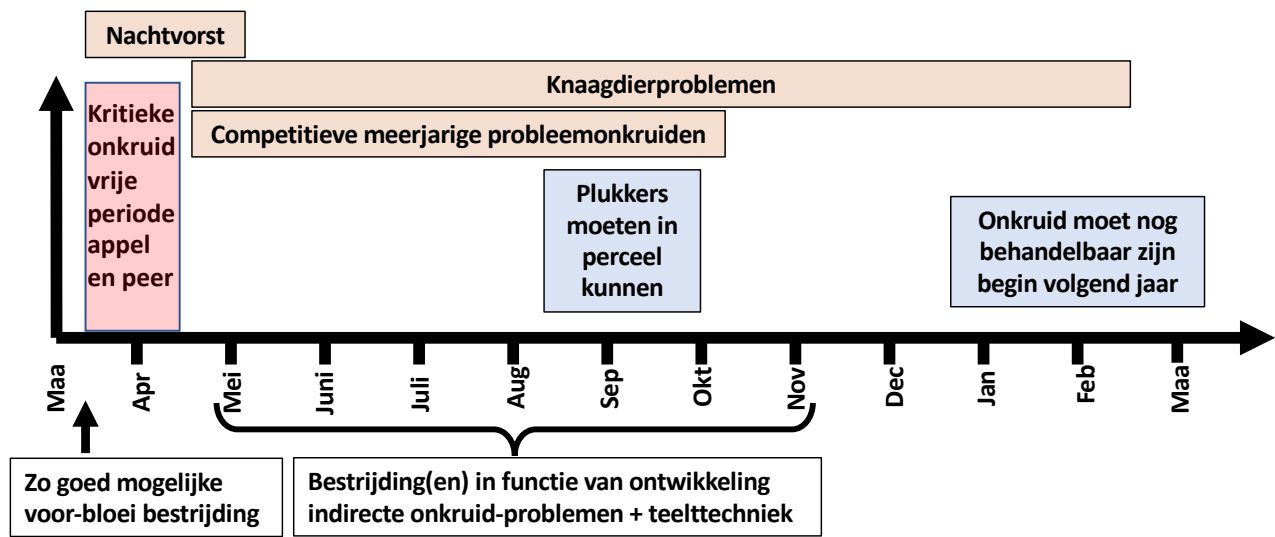 Nachtvorst
Knaagdierproblemen
Kritieke
onkruid
vrije
periode
appel
en peer
Competitieve meerjarige probleemonkruiden
Plukkers
moeten in
perceel
kunnen
Onkruid moet nog
behandelbaar zijn
begin volgend jaar
Maa
Apr
Mei
Juni
Juli
Aug
Sep
Okt
Nov
Dec
Jan
Feb
Maa
Zo goed mogelijke
voor-bloei bestrijding
Bestrijding(en) in functie van ontwikkeling
indirecte onkruid-problemen + teelttechniek